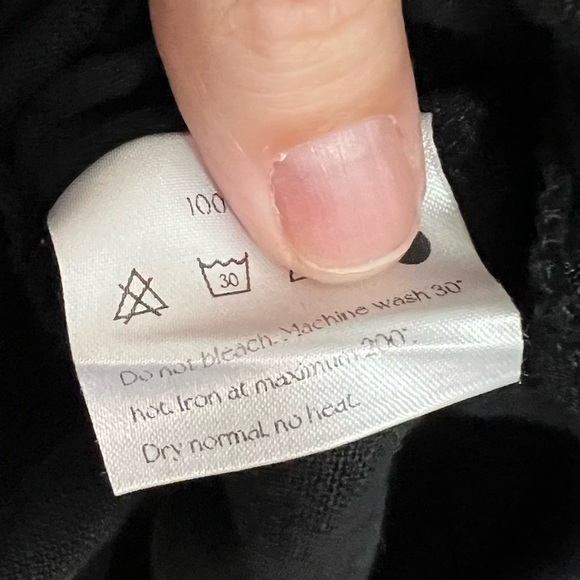 100
30
Do not bleach. Machine wash 30°
hot. Iron at maximum 200°.
Dry normal, no heat.